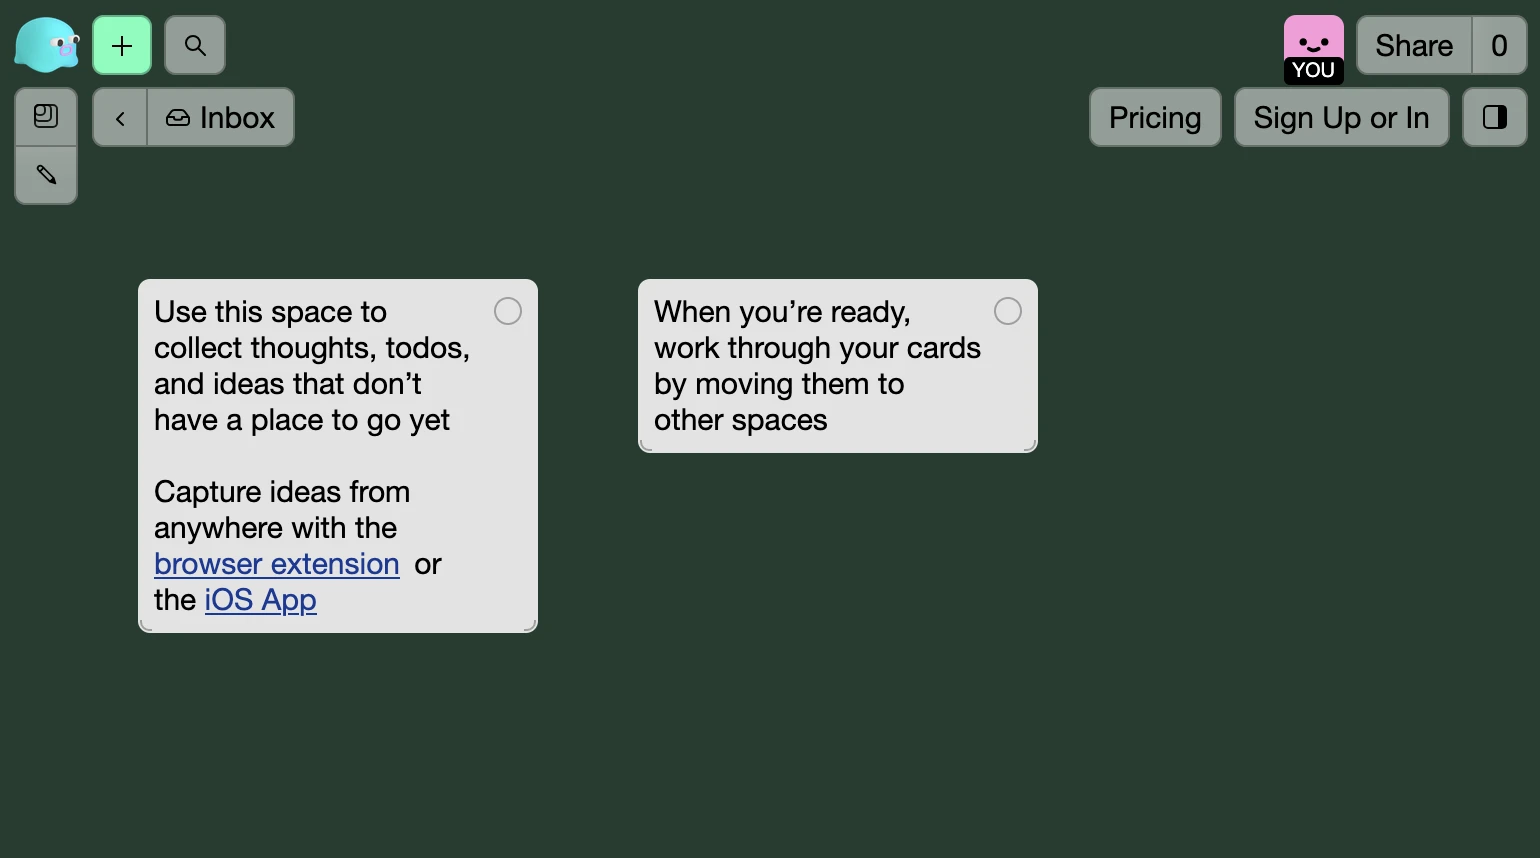 YOU
Share
0
Inbox
Pricing
Sign Up or In
Use this space to
collect thoughts, todos,
and ideas that don’t
have a place to go yet
Capture ideas from
anywhere with the
browser extension or
the iOS App
When you’re ready,
work through your cards
by moving them to
other spaces